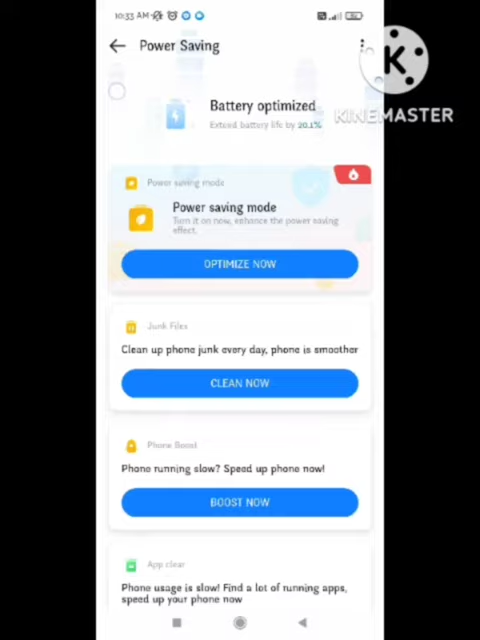 10:33 AM
Power Saving
KINEMASTER
Battery optimized
Extend battery life by 20.1%
Power saving mode
Power saving mode
Turn it on now, enhance the power saving
effect.
OPTIMIZE NOW
Junk Files
Clean up phone junk every day, phone is smoother
CLEAN NOW
Phone Boost
Phone running slow? Speed up phone now!
BOOST NOW
App clear
Phone usage is slow! Find a lot of running apps,
speed up your phone now